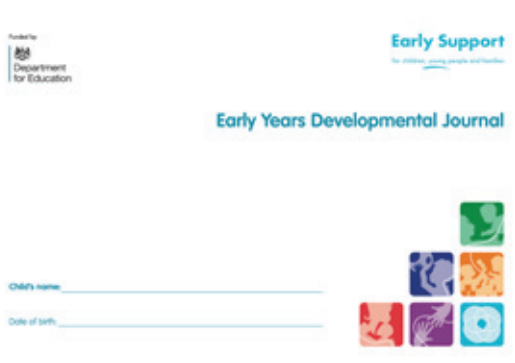 Funded by
Department
for Education
Early Support
for children, young people and families
Early Years Developmental Journal
Child's name:
Date of birth: